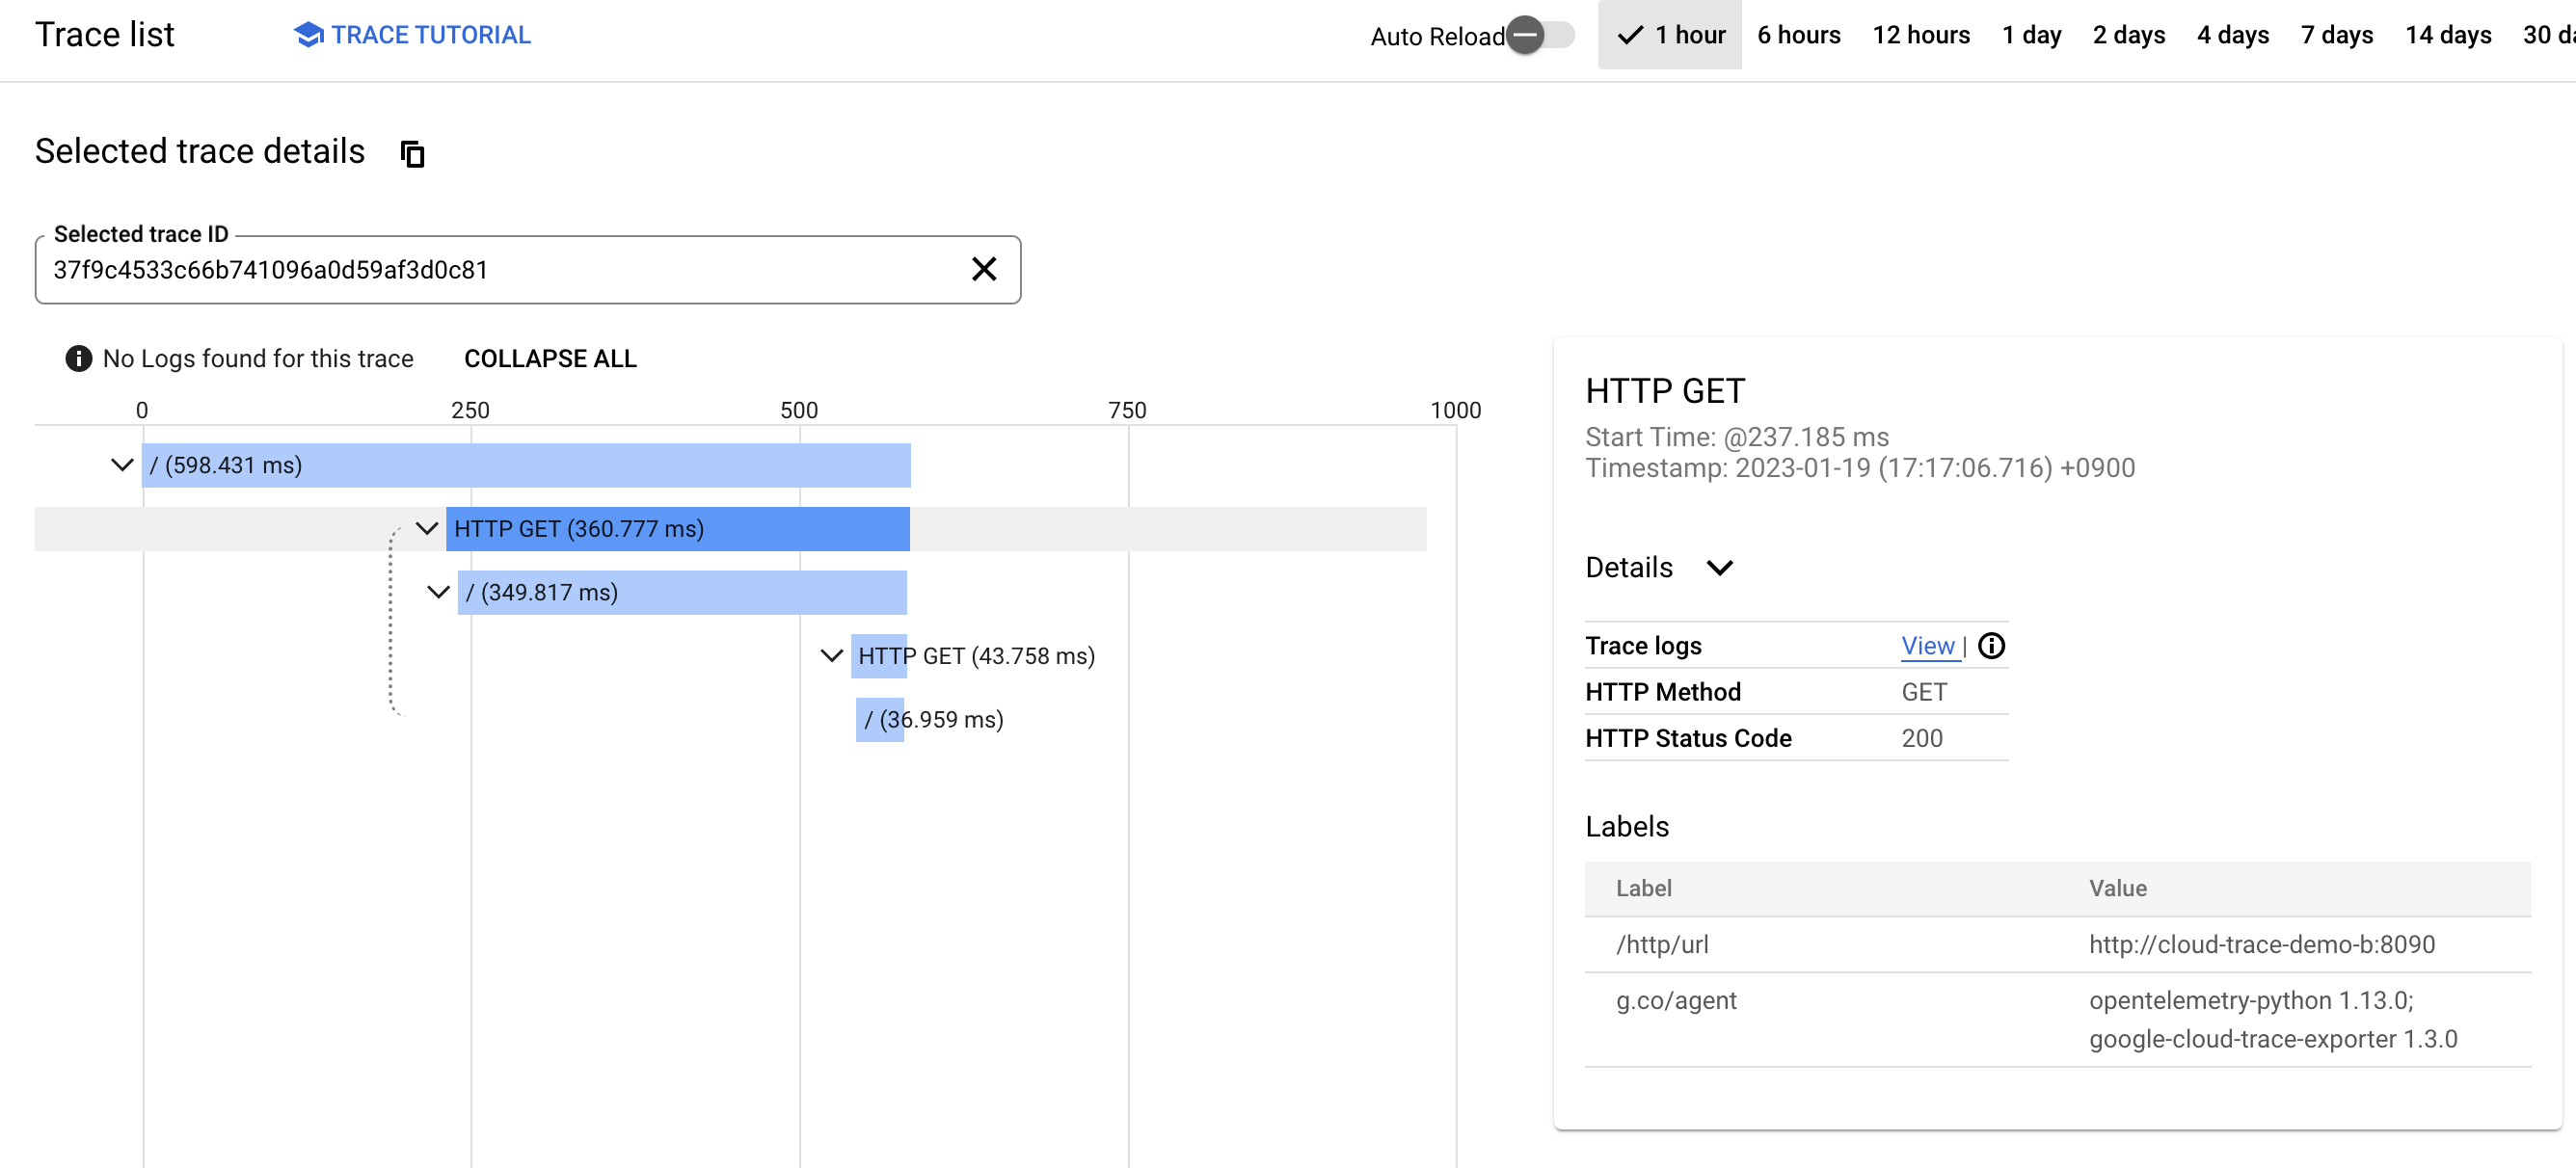 Trace list
TRACE TUTORIAL
Auto Reload
1 hour
6 hours
12 hours
1 day
2 days
4 days
7 days
14 days
30 da
Selected trace details
Selected trace ID
37f9c4533c66b741096a0d59af3d0c81
No Logs found for this trace
COLLAPSE ALL
0 250 500 750 1000
/ (598.431 ms)
HTTP GET (360.777 ms)
/ (349.817 ms)
HTTP GET (43.758 ms)
/ (36.959 ms)
HTTP GET
Start Time: @237.185 ms
Timestamp: 2023-01-19 (17:17:06.716) +0900
Details
Trace logs View |
HTTP Method GET
HTTP Status Code 200
Labels
Label Value
/http/url http://cloud-trace-demo-b:8090
g.co/agent opentelemetry-python 1.13.0;
google-cloud-trace-exporter 1.3.0